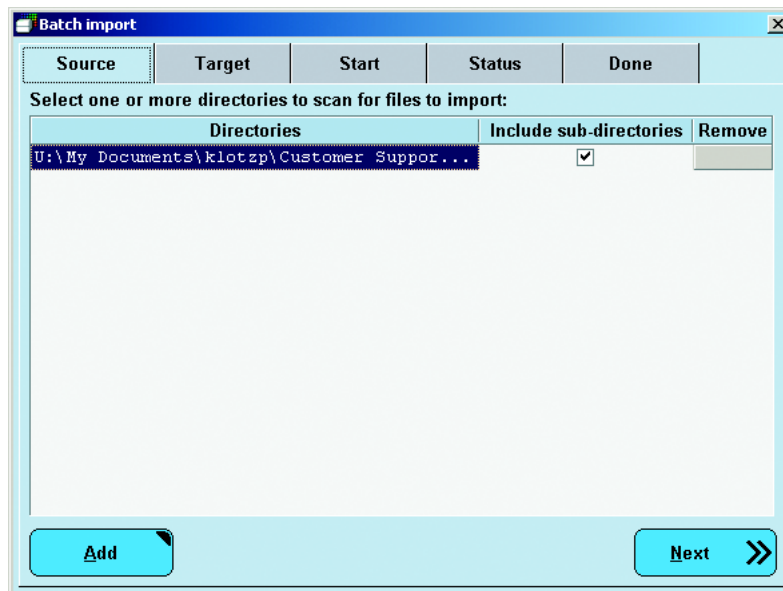 Batch import
Source Target Start Status Done
Select one or more directories to scan for files to import:
Directories Include sub-directories Remove
U:\My Documents\klotzp\Customer Suppor...
Add Next